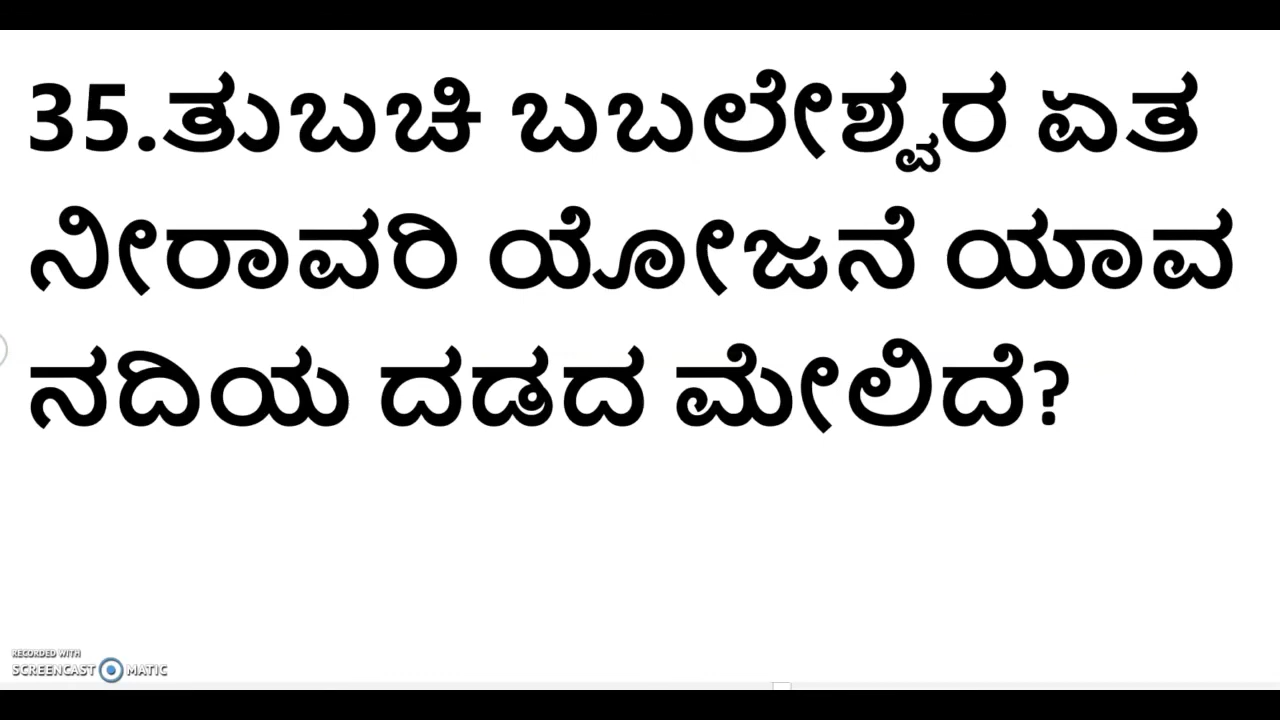 35.ತುಬಚಿ ಬಬಲೇಶ್ವರ ಏತ
ನೀರಾವರಿ ಯೋಜನೆ ಯಾವ
ನದಿಯ ದಡದ ಮೇಲಿದೆ?
RECORDED WITH
SCREENCAST MATIC